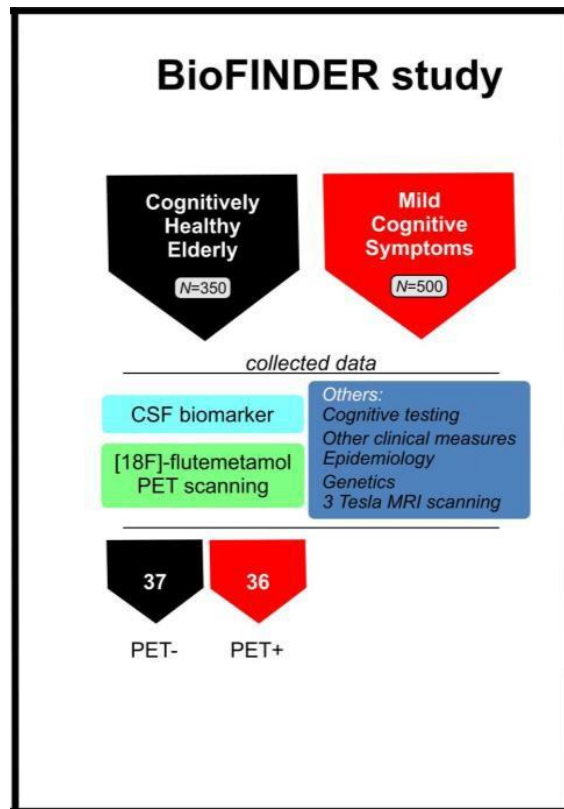 BioFINDER study
Cognitively
Healthy
Elderly
N=350
Mild
Cognitive
Symptoms
N=500
collected data
CSF biomarker
[18F]-flutemetamol
PET scanning
Others:
Cognitive testing
Other clinical measures
Epidemiology
Genetics
3 Tesla MRI scanning
37
36
PET-
PET+